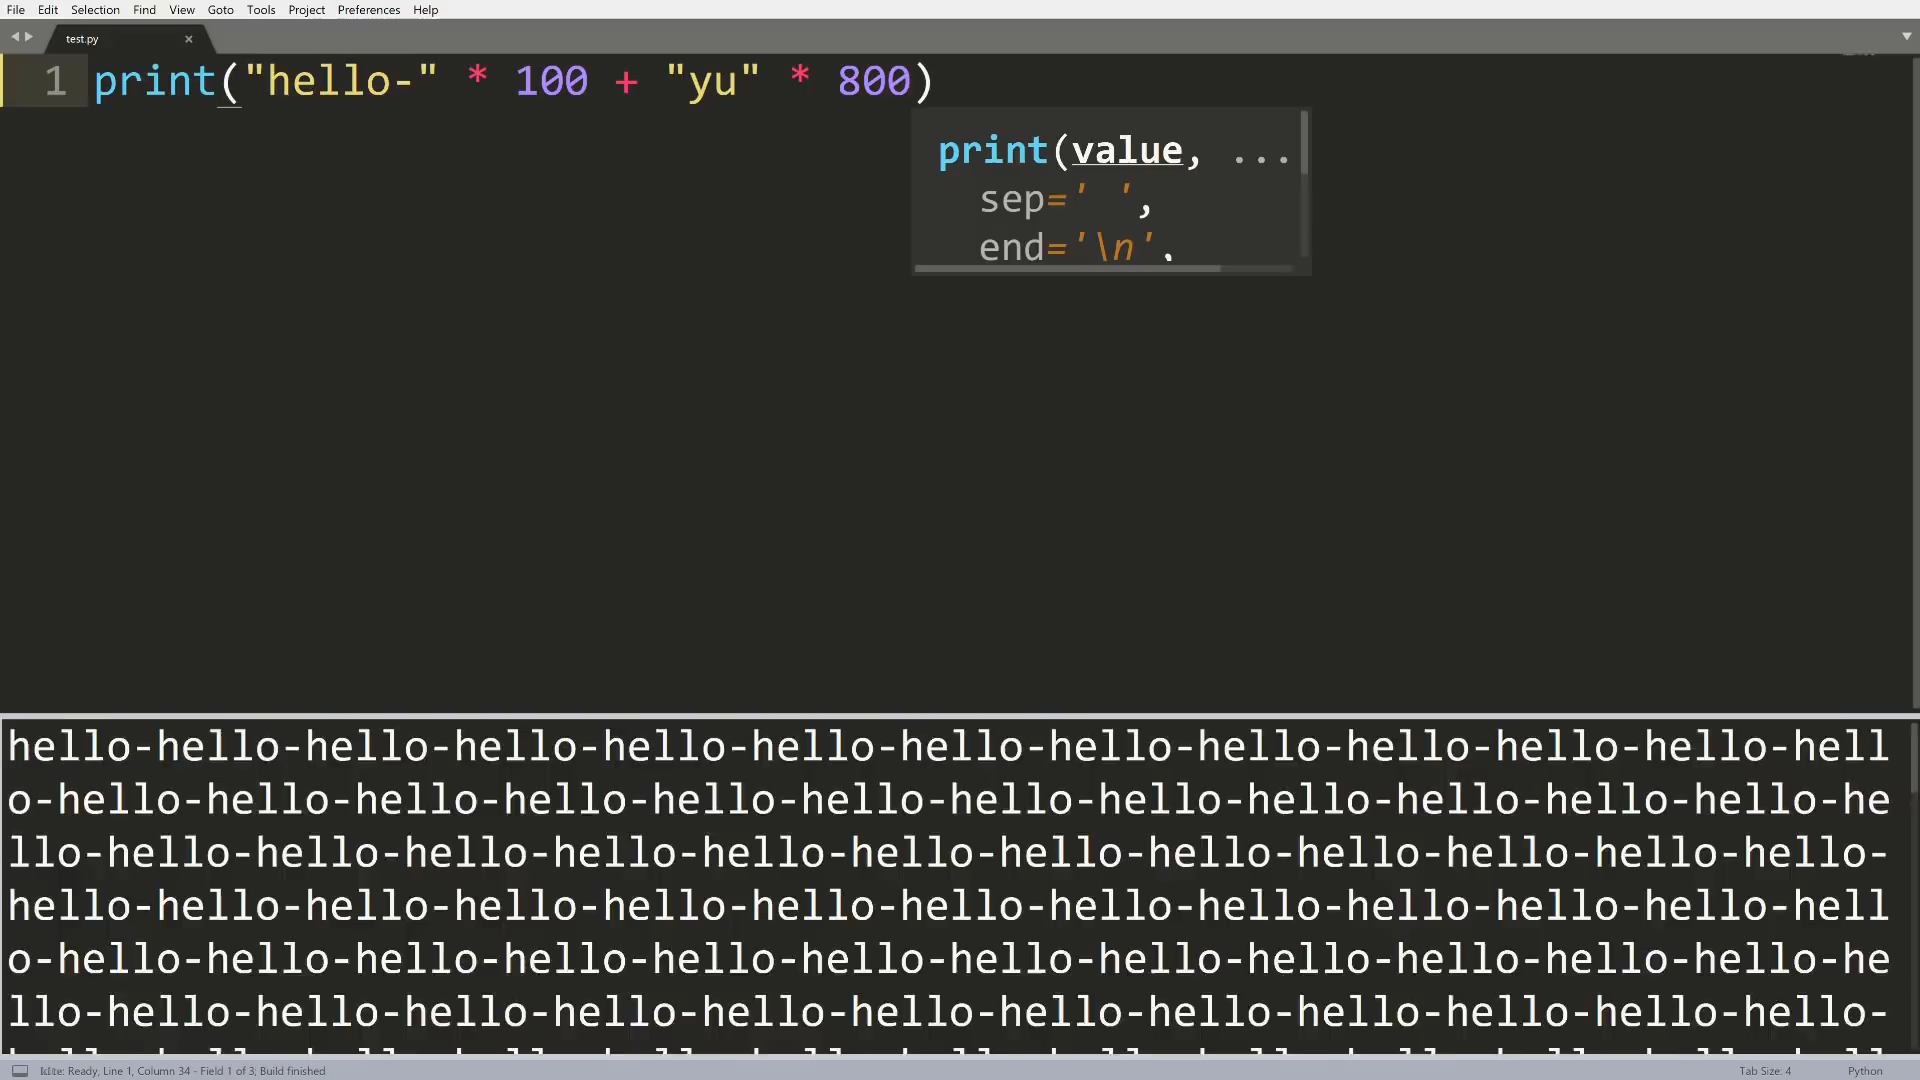 File Edit Selection Find View Goto Tools Project Preferences Help
test.py
1 print("hello-" * 100 + "yu" * 800)
print(value, ...
sep=' ',
end='\n',
hello-hello-hello-hello-hello-hello-hello-hello-hello-hello-hello-hello-hell
o-hello-hello-hello-hello-hello-hello-hello-hello-hello-hello-hello-hello-he
llo-hello-hello-hello-hello-hello-hello-hello-hello-hello-hello-hello-hello-
hello-hello-hello-hello-hello-hello-hello-hello-hello-hello-hello-hello-hell
o-hello-hello-hello-hello-hello-hello-hello-hello-hello-hello-hello-hello-he
llo-hello-hello-hello-hello-hello-hello-hello-hello-hello-hello-hello-hello-
Ready, Line 1, Column 34 - Field 1 of 3; Build finished
Tab Size: 4
Python